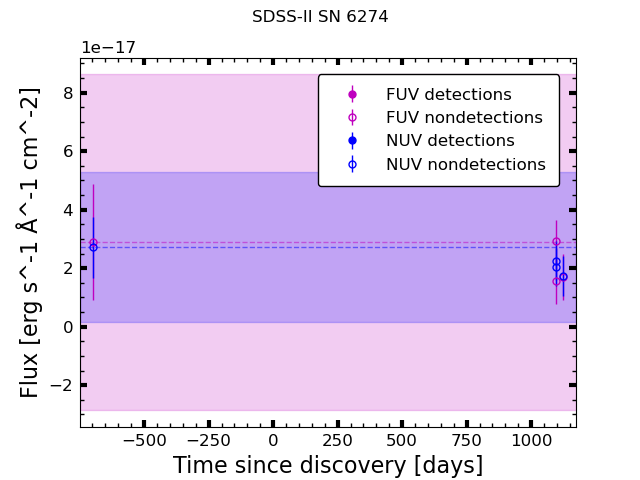 SDSS-II SN 6274
1e−17
FUV detections
FUV nondetections
NUV detections
NUV nondetections
8
6
4
2
0
−2
Flux [erg s^-1 Å^-1 cm^-2]
−500 −250 0 250 500 750 1000
Time since discovery [days]